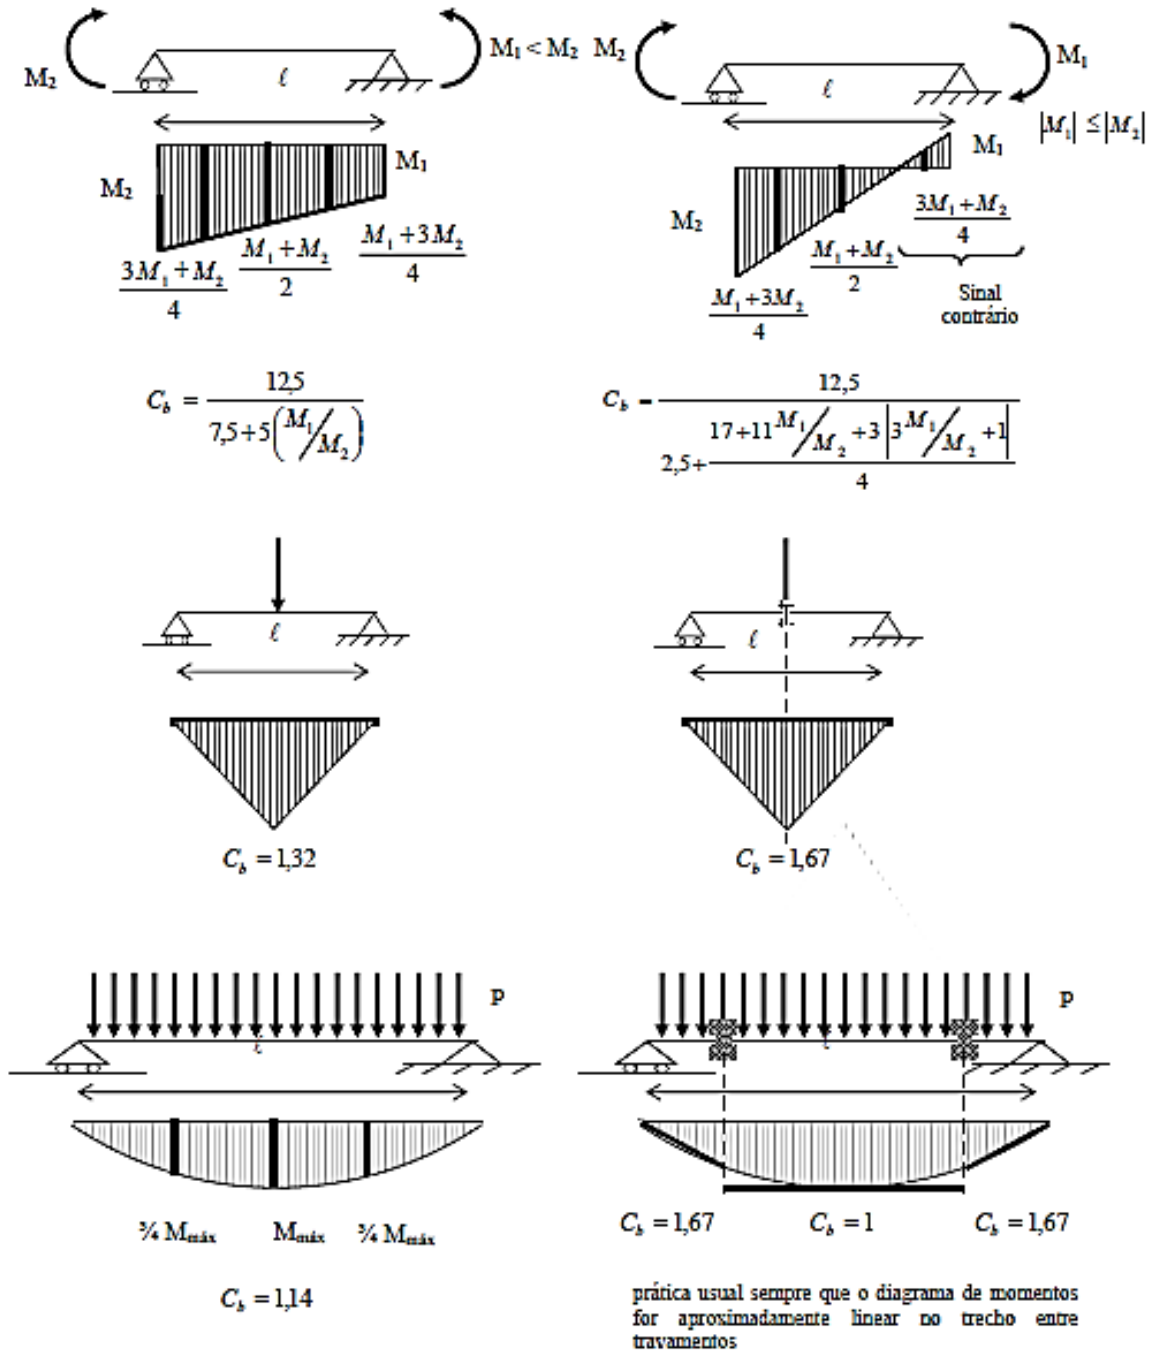 M₂
M₁ < M₂
ℓ
M₂
M₁
(3M₁ + M₂)/4
(M₁ + M₂)/2
(M₁ + 3M₂)/4
C_b = 12,5/(7,5+5(M₁/M₂))
M₂
M₁
|M₁| ≤ |M₂|
ℓ
M₁
M₂
(3M₁ + M₂)/4
(M₁ + M₂)/2
(M₁ + 3M₂)/4
Sinal
contrário
C_b = 12,5/(2,5+(17+11 M₁/M₂ +3|3 M₁/M₂ +1|)/4)
ℓ
C_b = 1,32
ℓ
C_b = 1,67
P
ℓ
¾ Mmáx Mmáx ¾ Mmáx
C_b = 1,14
P
ℓ
C_b = 1,67 C_b = 1 C_b = 1,67
prática usual sempre que o diagrama de momentos
for aproximadamente linear no trecho entre
travamentos